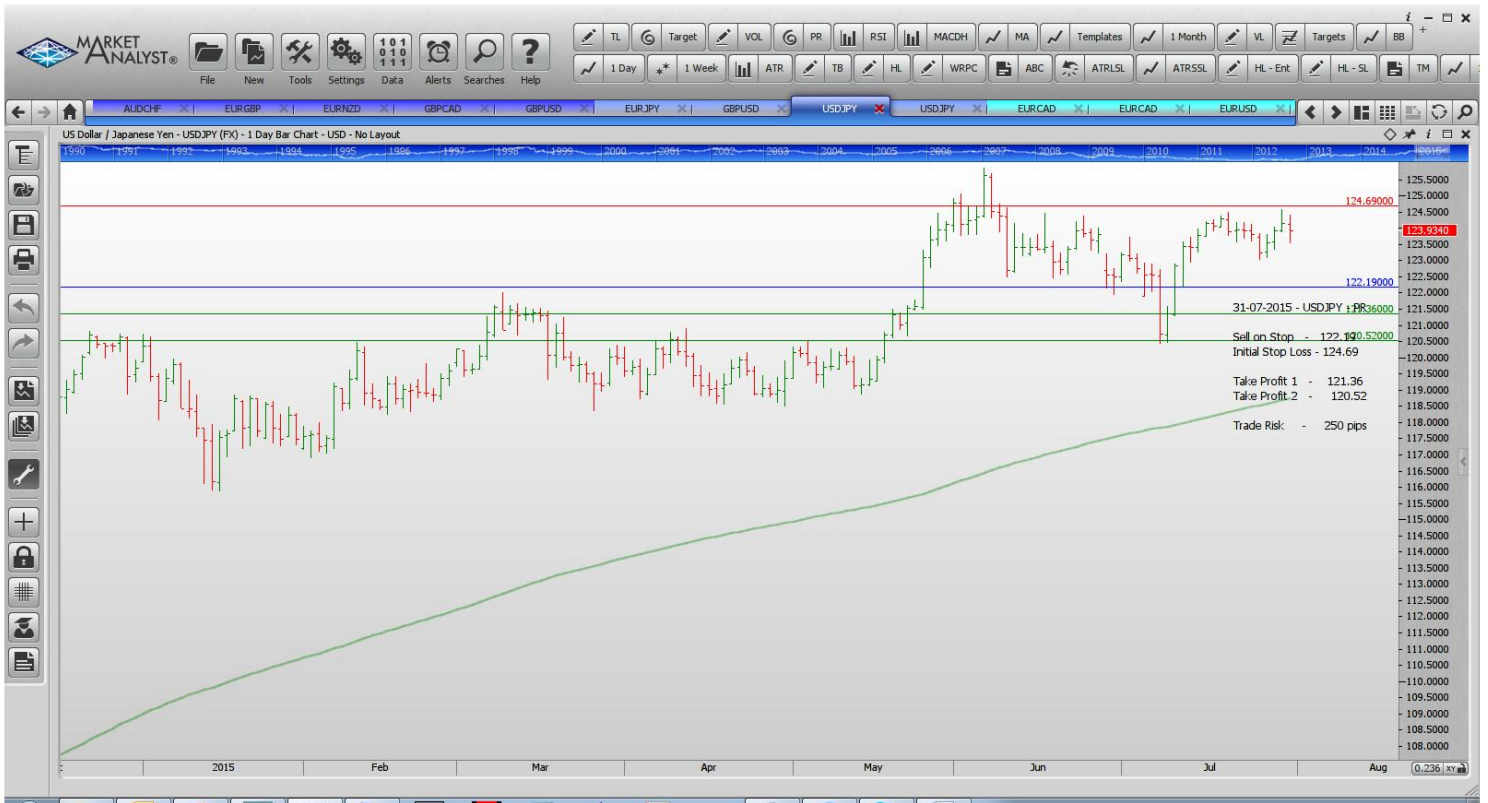 i
MARKET
ANALYST®
File New Tools Settings Data Alerts Searches Help
TL Target VOL PR RSI MACDH MA Templates 1 Month VL Targets BB
1 Day 1 Week ATR TB HL WRPC ABC ATRLSL ATRSSL HL - Ent HL - SL TM
AUDCHF EURGBP EURNZD GBPCAD GBPUSD EURJPY GBPUSD USDJPY USDJPY EURCAD EURCAD EURUSD
US Dollar / Japanese Yen - USDJPY (FX) - 1 Day Bar Chart - USD - No Layout
1990 1991 1992 1993 1994 1995 1986 1997 1998 1999 2000 2001 2002 2003 2004 2005 2006 2007 2008 2009 2010 2011 2012 2013 2014 2015
125.5000
125.0000
124.69000
124.5000
123.9340
123.5000
123.0000
122.5000
122.19000
122.0000
31-07-2015 - USDJPY - PR
121.36000
121.5000
121.0000
Sell on Stop - 122.19
120.52000
120.5000
Initial Stop Loss - 124.69
120.0000
119.5000
Take Profit 1 - 121.36
119.0000
Take Profit 2 - 120.52
118.5000
118.0000
Trade Risk - 250 pips
117.5000
117.0000
116.5000
116.0000
115.5000
115.0000
114.5000
114.0000
113.5000
113.0000
112.5000
112.0000
111.5000
111.0000
110.5000
110.0000
109.5000
109.0000
108.5000
108.0000
2015 Feb Mar Apr May Jun Jul Aug
0.236 XY